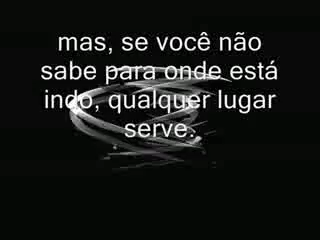 mas, se você não
sabe para onde está
indo, qualquer lugar
serve.